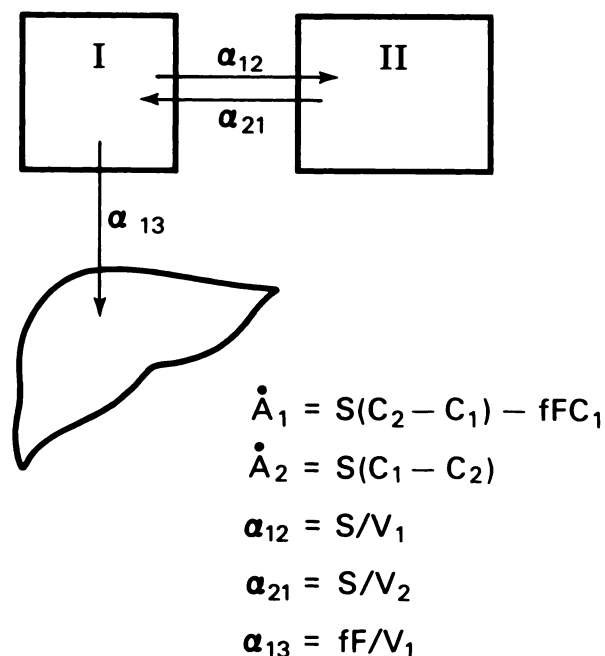 I II
α12
α21
α 13
Ȧ1 = S(C2 − C1) − fFC1
Ȧ2 = S(C1 − C2)
α12 = S/V1
α21 = S/V2
α13 = fF/V1